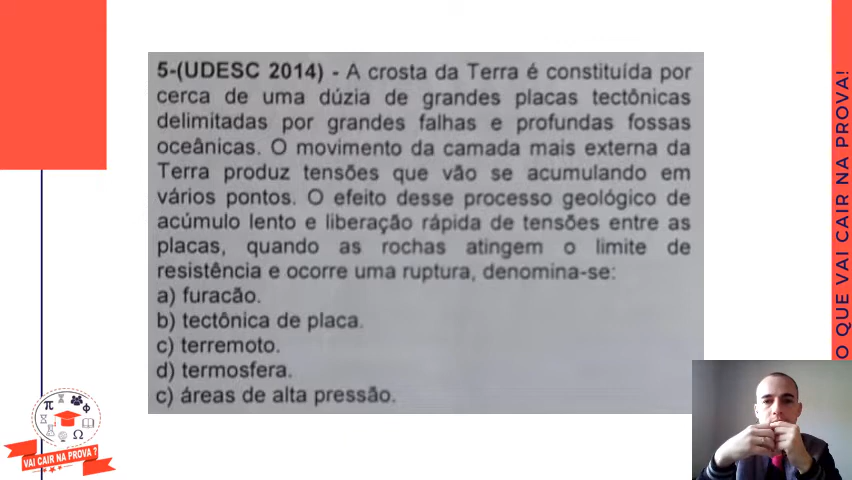 5-(UDESC 2014) - A crosta da Terra é constituída por
cerca de uma dúzia de grandes placas tectônicas
delimitadas por grandes falhas e profundas fossas
oceânicas. O movimento da camada mais externa da
Terra produz tensões que vão se acumulando em
vários pontos. O efeito desse processo geológico de
acúmulo lento e liberação rápida de tensões entre as
placas, quando as rochas atingem o limite de
resistência e ocorre uma ruptura, denomina-se:
a) furacão.
b) tectônica de placa.
c) terremoto.
d) termosfera.
c) áreas de alta pressão.
O QUE VAI CAIR NA PROVA!
π
Φ
Ω
VAI CAIR NA PROVA ?